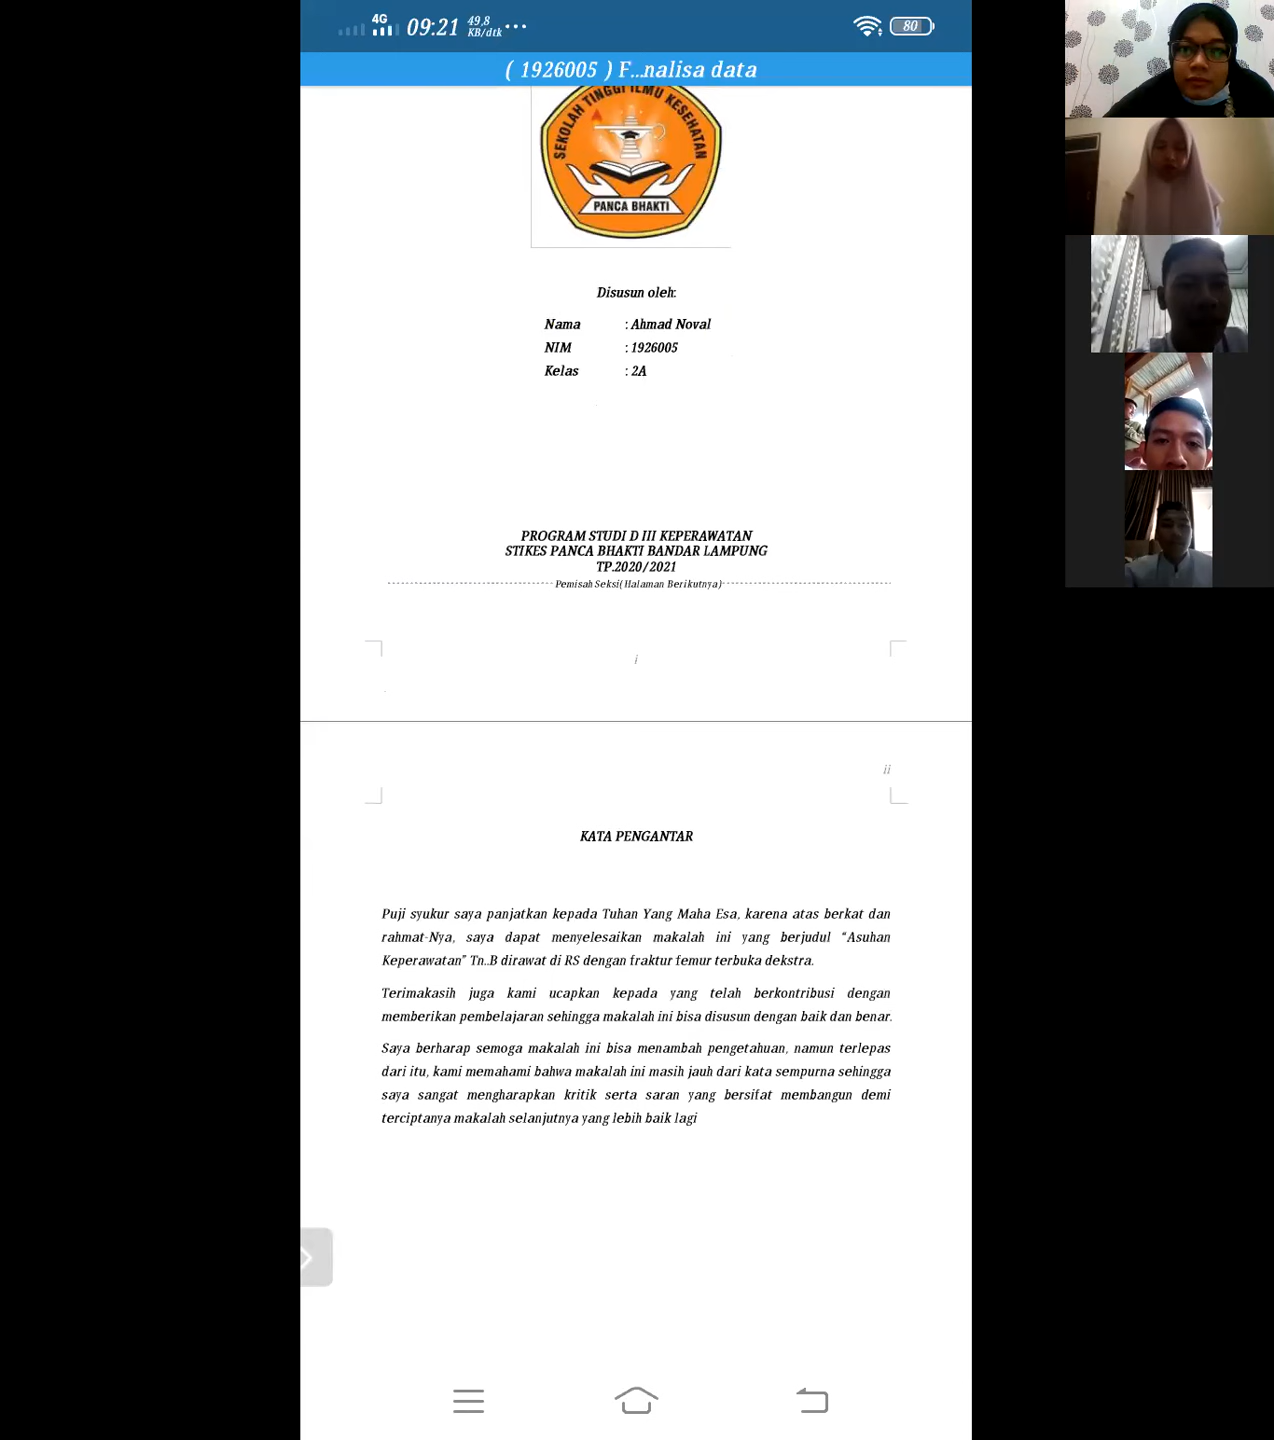 4G
09:21
49,8
KB/dtk
...
80
( 1926005 ) F...nalisa data
SEKOLAH TINGGI ILMU KESEHATAN
PANCA BHAKTI
Disusun oleh:
Nama : Ahmad Noval
NIM : 1926005
Kelas : 2A
PROGRAM STUDI D III KEPERAWATAN
STIKES PANCA BHAKTI BANDAR LAMPUNG
TP.2020/2021
Pemisah Seksi(Halaman Berikutnya)
i
ii
KATA PENGANTAR
Puji syukur saya panjatkan kepada Tuhan Yang Maha Esa, karena atas berkat dan
rahmat-Nya, saya dapat menyelesaikan makalah ini yang berjudul “Asuhan
Keperawatan” Tn..B dirawat di RS dengan fraktur femur terbuka dekstra.
Terimakasih juga kami ucapkan kepada yang telah berkontribusi dengan
memberikan pembelajaran sehingga makalah ini bisa disusun dengan baik dan benar.
Saya berharap semoga makalah ini bisa menambah pengetahuan, namun terlepas
dari itu, kami memahami bahwa makalah ini masih jauh dari kata sempurna sehingga
saya sangat mengharapkan kritik serta saran yang bersifat membangun demi
terciptanya makalah selanjutnya yang lebih baik lagi